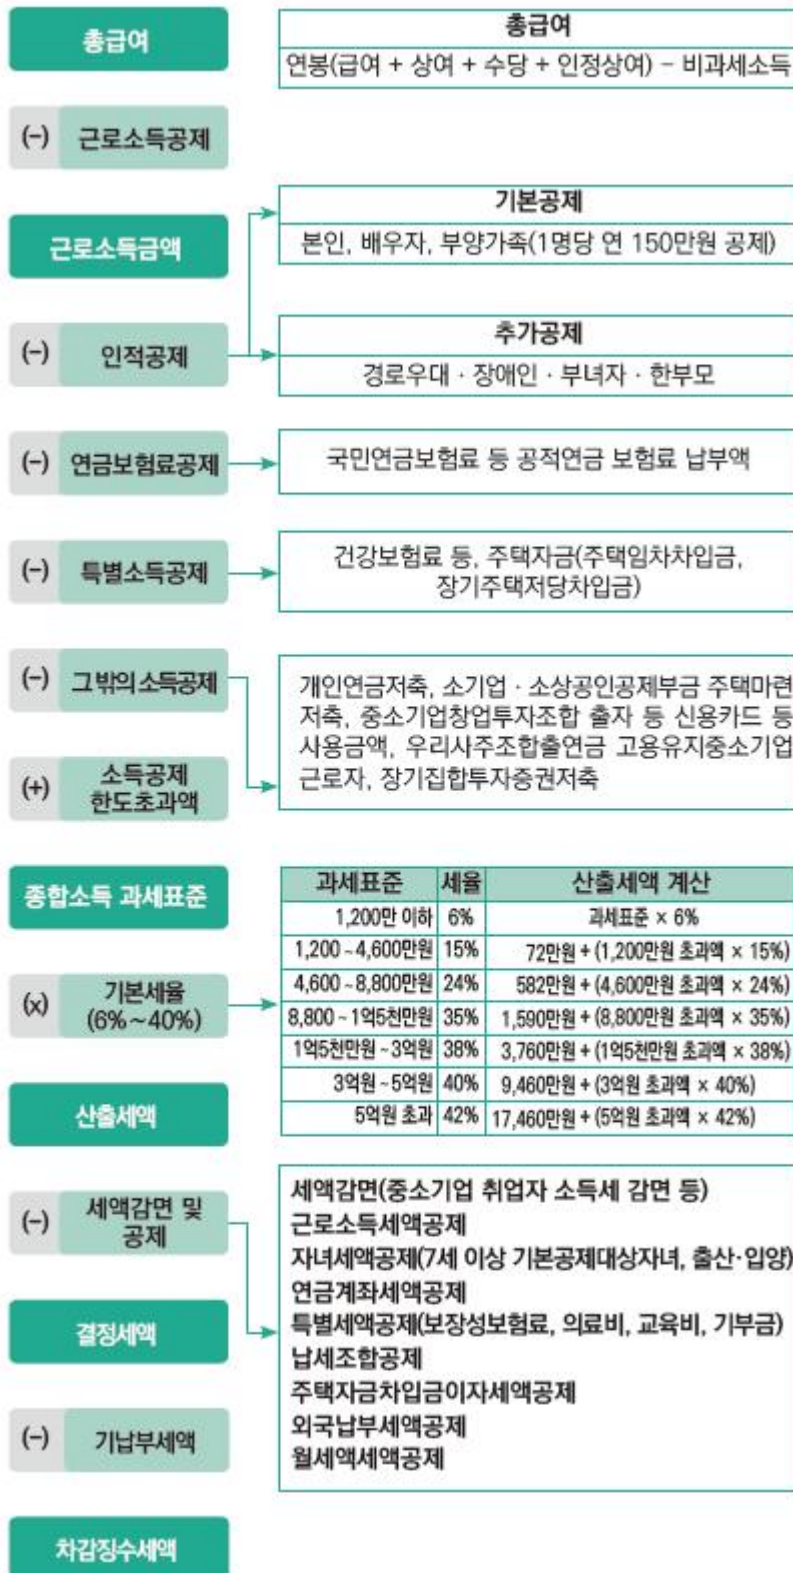 총급여
총급여
연봉(급여 + 상여 + 수당 + 인정상여) - 비과세소득
(-) 근로소득공제
근로소득금액
기본공제
본인, 배우자, 부양가족(1명당 연 150만원 공제)
(-) 인적공제
추가공제
경로우대 · 장애인 · 부녀자 · 한부모
(-) 연금보험료공제
국민연금보험료 등 공적연금 보험료 납부액
(-) 특별소득공제
건강보험료 등, 주택자금(주택임차차입금,
장기주택저당차입금)
(-) 그 밖의 소득공제
(+) 소득공제
한도초과액
개인연금저축, 소기업 · 소상공인공제부금 주택마련
저축, 중소기업창업투자조합 출자 등 신용카드 등
사용금액, 우리사주조합출연금 고용유지중소기업
근로자, 장기집합투자증권저축
종합소득 과세표준
(x) 기본세율
(6%~40%)
과세표준 세율 산출세액 계산
1,200만 이하 6% 과세표준 × 6%
1,200~4,600만원 15% 72만원 + (1,200만원 초과액 × 15%)
4,600~8,800만원 24% 582만원 + (4,600만원 초과액 × 24%)
8,800~1억5천만원 35% 1,590만원 + (8,800만원 초과액 × 35%)
1억5천만원~3억원 38% 3,760만원 + (1억5천만원 초과액 × 38%)
3억원~5억원 40% 9,460만원 + (3억원 초과액 × 40%)
5억원 초과 42% 17,460만원 + (5억원 초과액 × 42%)
산출세액
(-) 세액감면 및
공제
세액감면(중소기업 취업자 소득세 감면 등)
근로소득세액공제
자녀세액공제(7세 이상 기본공제대상자녀, 출산·입양)
연금계좌세액공제
특별세액공제(보장성보험료, 의료비, 교육비, 기부금)
납세조합공제
주택자금차입금이자세액공제
외국납부세액공제
월세액세액공제
결정세액
(-) 기납부세액
차감징수세액